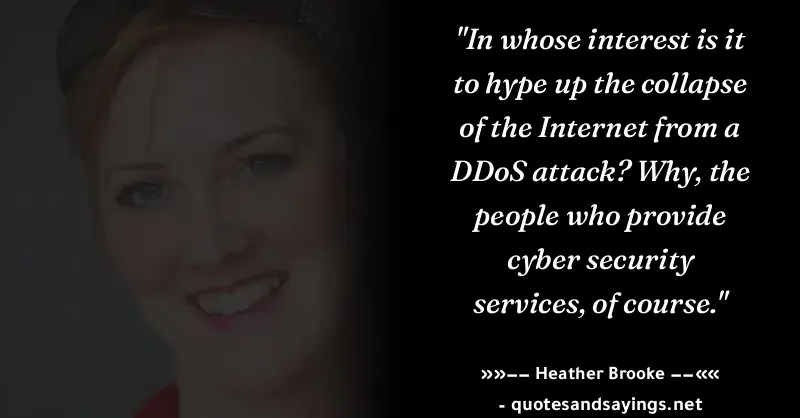 "In whose interest is it
to hype up the collapse
of the Internet from a
DDoS attack? Why, the
people who provide
cyber security
services, of course."
»»–– Heather Brooke ––««
- quotesandsayings.net